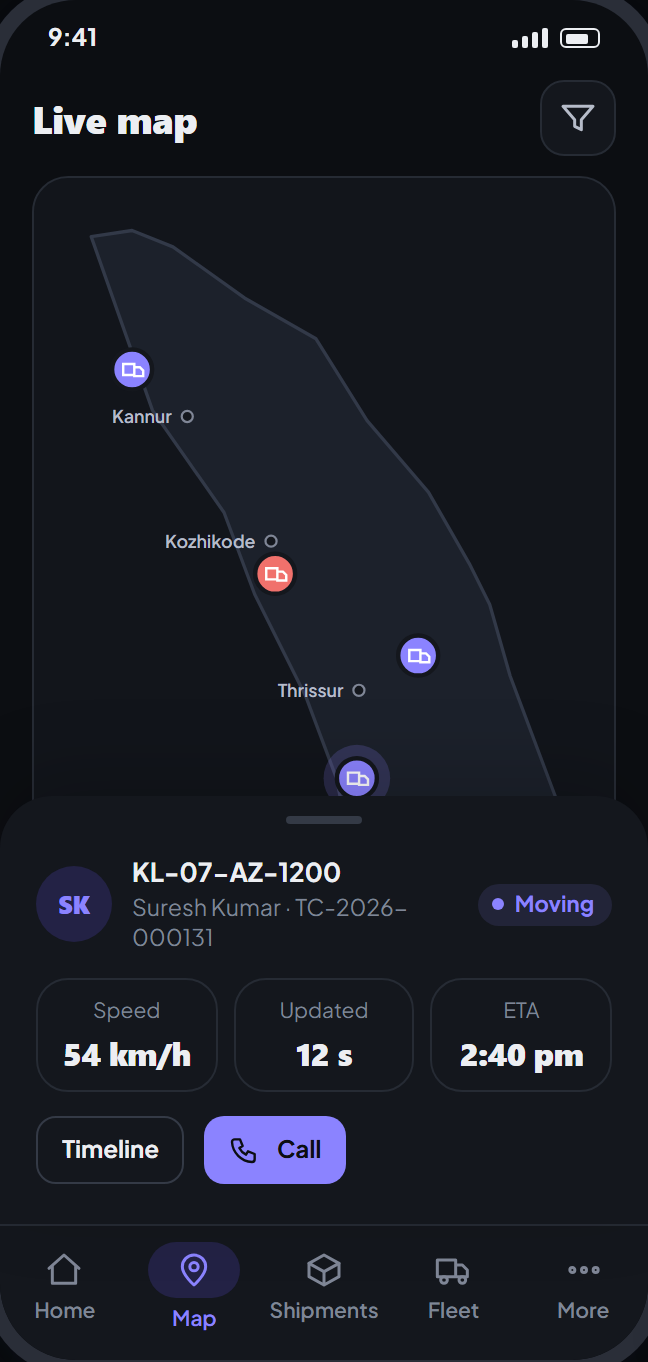 9:41
Live map
Kannur
Kozhikode
Thrissur
KL-07-AZ-1200
Suresh Kumar · TC-2026-
000131
SK
Moving
Speed
Updated
ETA
54 km/h
12 s
2:40 pm
Timeline
Call
Home
Map
Shipments
Fleet
More